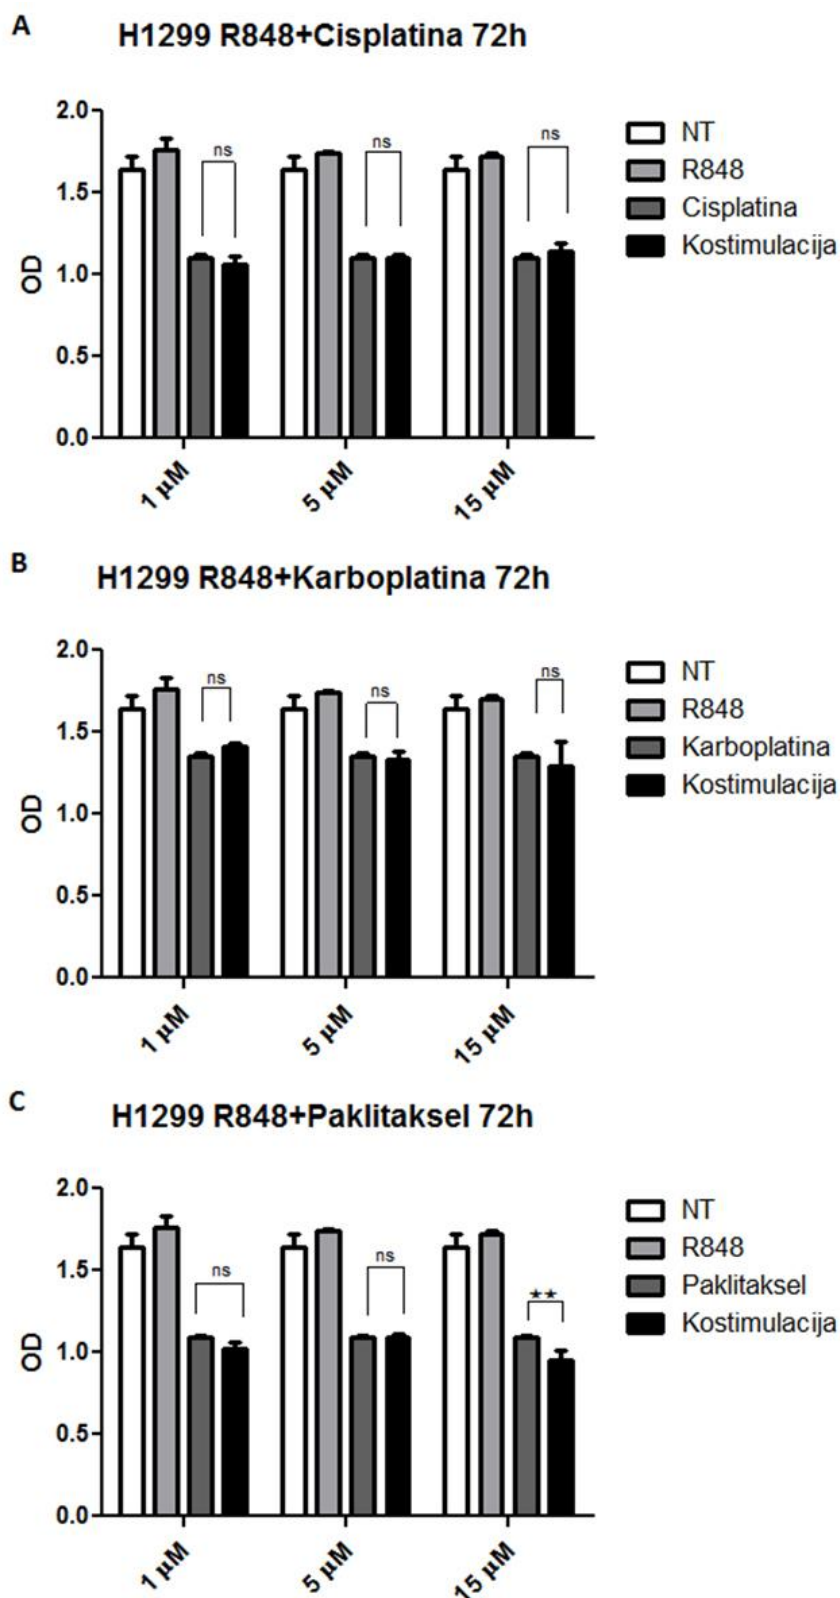 A
H1299 R848+Cisplatina 72h
2.0
1.5
1.0
0.5
0.0
OD
ns
ns
ns
NT
R848
Cisplatina
Kostimulacija
1 µM
5 µM
15 µM
B
H1299 R848+Karboplatina 72h
2.0
1.5
1.0
0.5
0.0
OD
ns
ns
ns
NT
R848
Karboplatina
Kostimulacija
1 µM
5 µM
15 µM
C
H1299 R848+Paklitaksel 72h
2.0
1.5
1.0
0.5
0.0
OD
ns
ns
★★
NT
R848
Paklitaksel
Kostimulacija
1 µM
5 µM
15 µM